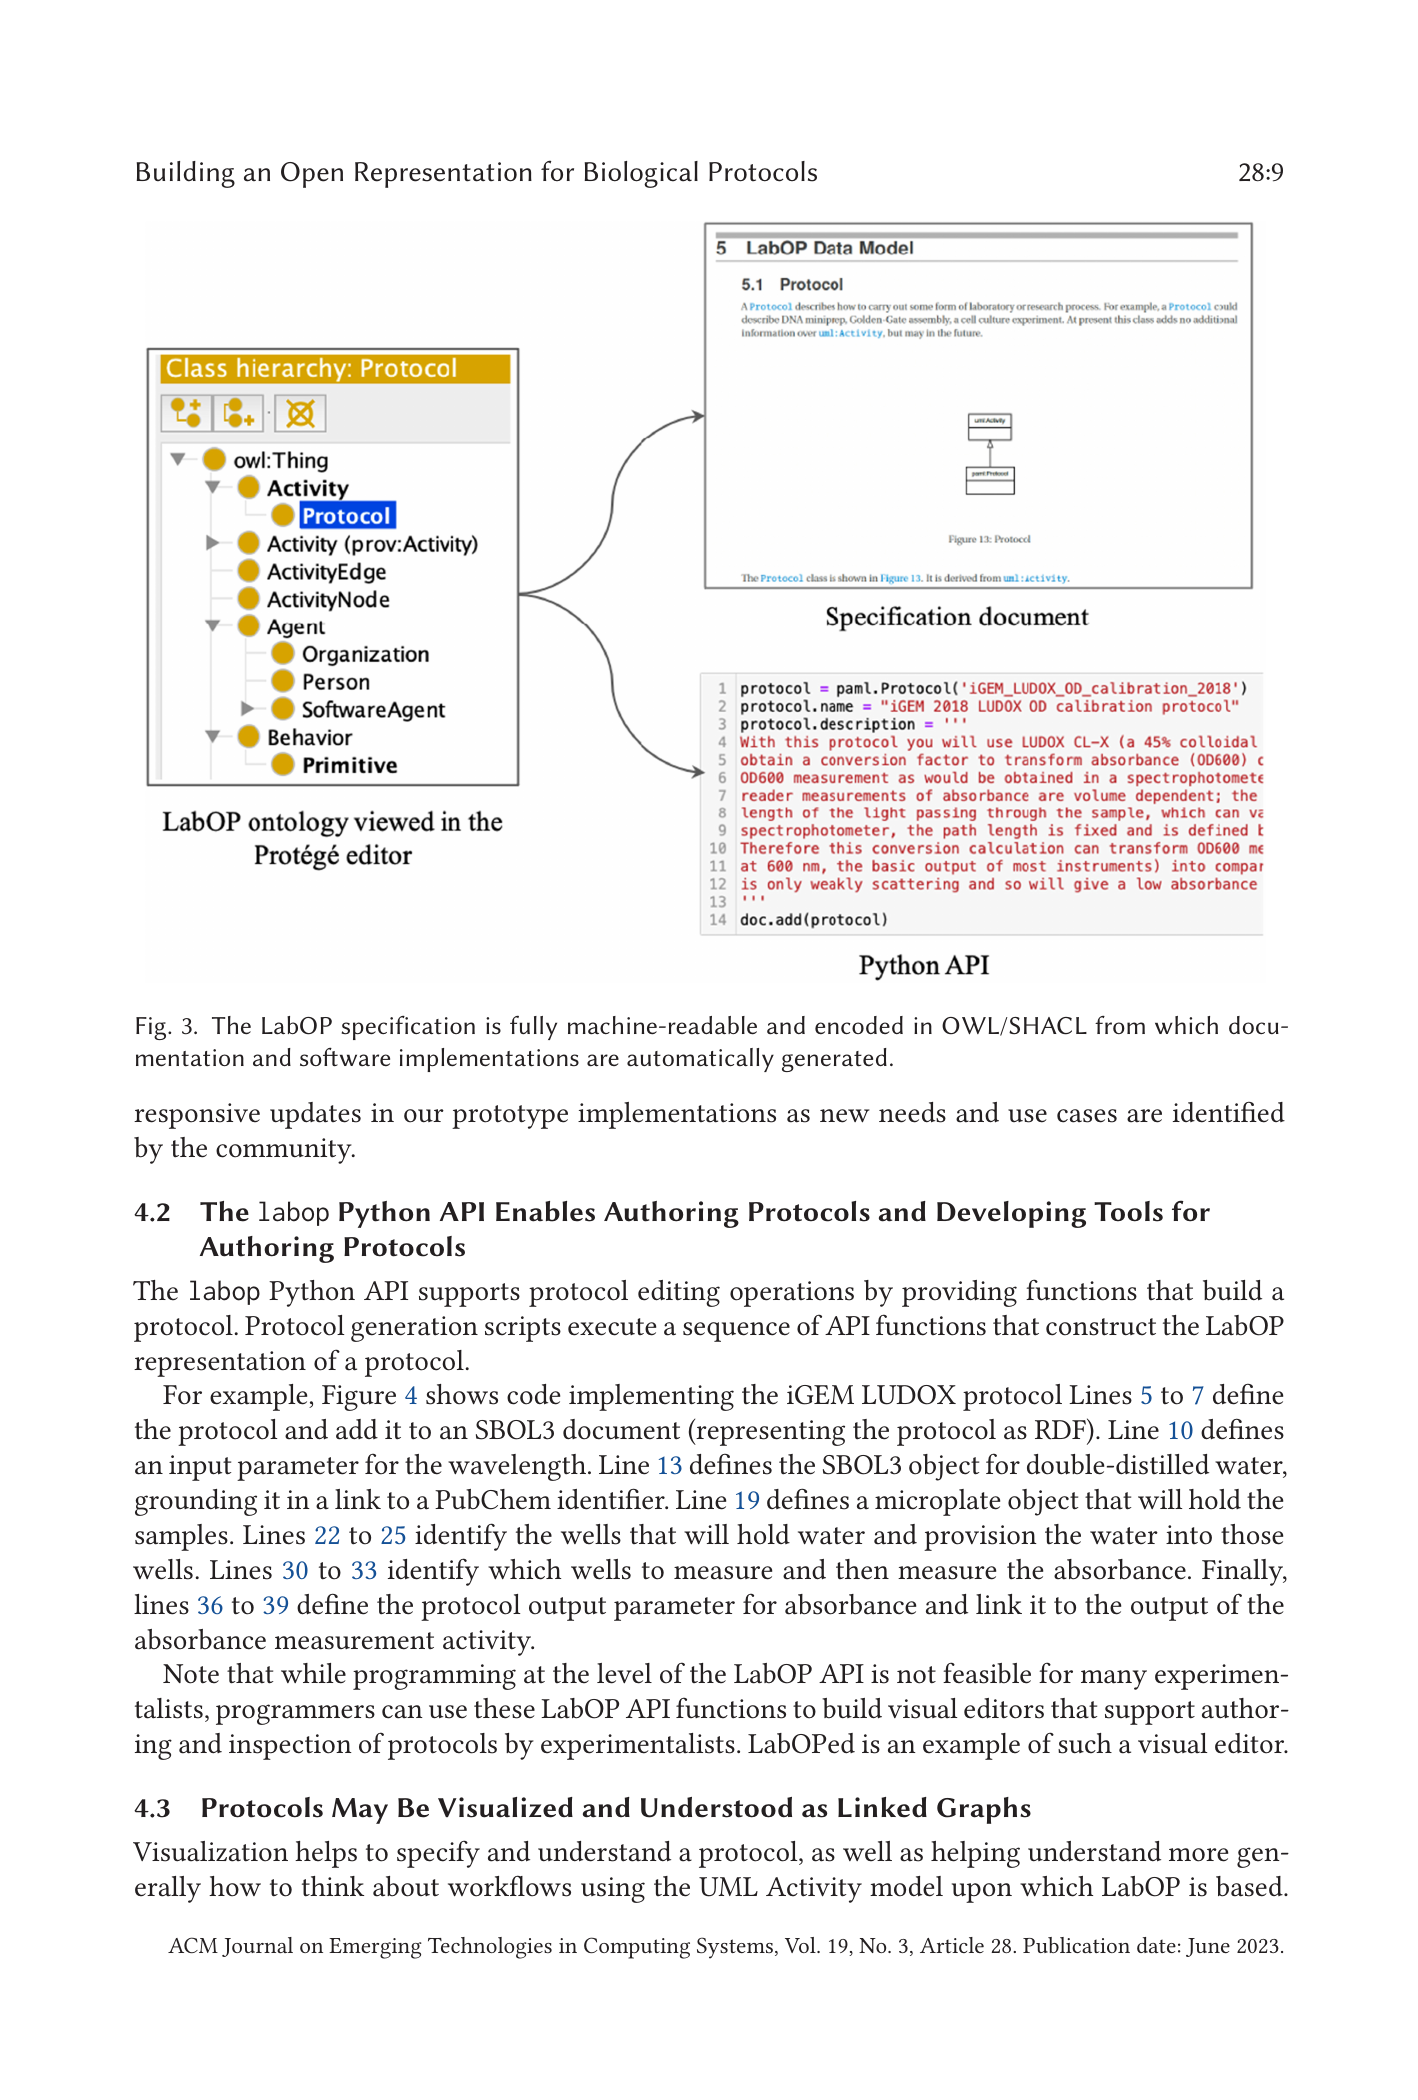 Building an Open Representation for Biological Protocols 28:9
Class hierarchy: Protocol
owl:Thing
Activity
Protocol
Activity (prov:Activity)
ActivityEdge
ActivityNode
Agent
Organization
Person
SoftwareAgent
Behavior
Primitive
LabOP ontology viewed in the
Protégé editor
5 LabOP Data Model
5.1 Protocol
A Protocol describes how to carry out some form of laboratory or research process. For example, a Protocol could
describe DNA miniprep, Golden-Gate assembly, a cell culture experiment. At present this class adds no additional
information over uml:Activity, but may in the future.
uml:Activity
paml:Protocol
Figure 13: Protocol
The Protocol class is shown in Figure 13. It is derived from uml:Activity.
Specification document
1 protocol = paml.Protocol('iGEM_LUDOX_OD_calibration_2018')
2 protocol.name = "iGEM 2018 LUDOX OD calibration protocol"
3 protocol.description = '''
4 With this protocol you will use LUDOX CL-X (a 45% colloidal
5 obtain a conversion factor to transform absorbance (OD600)
6 OD600 measurement as would be obtained in a spectrophotomete
7 reader measurements of absorbance are volume dependent; the
8 length of the light passing through the sample, which can va
9 spectrophotometer, the path length is fixed and is defined
10 Therefore this conversion calculation can transform OD600 me
11 at 600 nm, the basic output of most instruments) into compar
12 is only weakly scattering and so will give a low absorbance
13 '''
14 doc.add(protocol)
Python API
Fig. 3. The LabOP specification is fully machine-readable and encoded in OWL/SHACL from which docu-
mentation and software implementations are automatically generated.
responsive updates in our prototype implementations as new needs and use cases are identified
by the community.
4.2 The labop Python API Enables Authoring Protocols and Developing Tools for
Authoring Protocols
The labop Python API supports protocol editing operations by providing functions that build a
protocol. Protocol generation scripts execute a sequence of API functions that construct the LabOP
representation of a protocol.
For example, Figure 4 shows code implementing the iGEM LUDOX protocol Lines 5 to 7 define
the protocol and add it to an SBOL3 document (representing the protocol as RDF). Line 10 defines
an input parameter for the wavelength. Line 13 defines the SBOL3 object for double-distilled water,
grounding it in a link to a PubChem identifier. Line 19 defines a microplate object that will hold the
samples. Lines 22 to 25 identify the wells that will hold water and provision the water into those
wells. Lines 30 to 33 identify which wells to measure and then measure the absorbance. Finally,
lines 36 to 39 define the protocol output parameter for absorbance and link it to the output of the
absorbance measurement activity.
Note that while programming at the level of the LabOP API is not feasible for many experimen-
talists, programmers can use these LabOP API functions to build visual editors that support author-
ing and inspection of protocols by experimentalists. LabOPed is an example of such a visual editor.
4.3 Protocols May Be Visualized and Understood as Linked Graphs
Visualization helps to specify and understand a protocol, as well as helping understand more gen-
erally how to think about workflows using the UML Activity model upon which LabOP is based.
ACM Journal on Emerging Technologies in Computing Systems, Vol. 19, No. 3, Article 28. Publication date: June 2023.